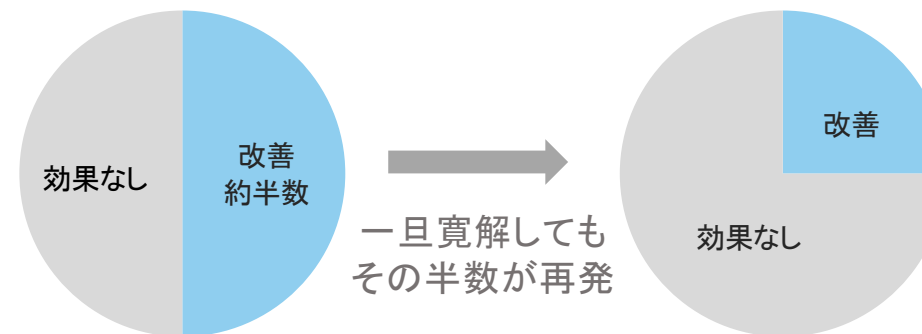 効果なし
改善
約半数
一旦寛解しても
その半数が再発
改善
効果なし